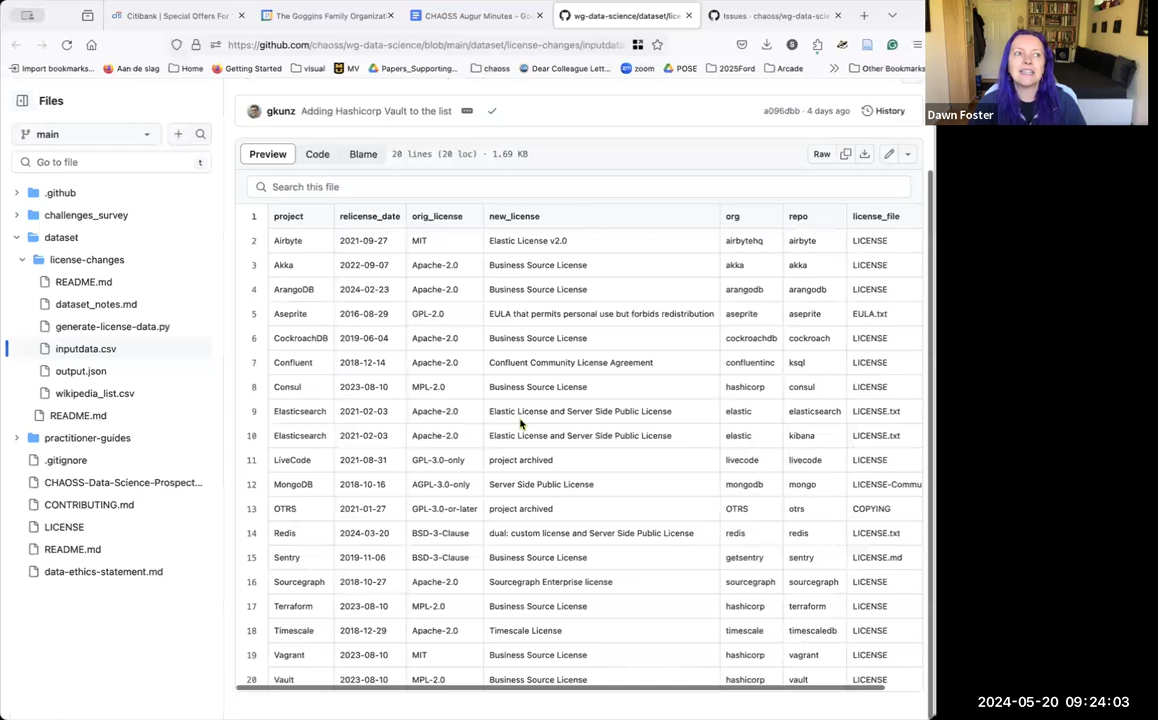 Citibank | Special Offers For
The Goggins Family Organizat
CHAOSS Augur Minutes - Go
wg-data-science/dataset/lice
Issues · chaoss/wg-data-scie
https://github.com/chaoss/wg-data-science/blob/main/dataset/license-changes/inputdata
Import bookmarks...
Aan de slag
Home
Getting Started
visual
MV
Papers_Supporting...
chaoss
Dear Colleague Lett...
zoom
POSE
2025Ford
Arcade
Other Bookmarks
Dawn Foster
Files
main
Go to file
t
.github
challenges_survey
dataset
license-changes
README.md
dataset_notes.md
generate-license-data.py
inputdata.csv
output.json
wikipedia_list.csv
README.md
practitioner-guides
.gitignore
CHAOSS-Data-Science-Prospect...
CONTRIBUTING.md
LICENSE
README.md
data-ethics-statement.md
gkunz Adding Hashicorp Vault to the list
a096dbb · 4 days ago
History
Preview
Code
Blame
20 lines (20 loc) · 1.69 KB
Raw
Search this file
1 project relicense_date orig_license new_license org repo license_file
2 Airbyte 2021-09-27 MIT Elastic License v2.0 airbytehq airbyte LICENSE
3 Akka 2022-09-07 Apache-2.0 Business Source License akka akka LICENSE
4 ArangoDB 2024-02-23 Apache-2.0 Business Source License arangodb arangodb LICENSE
5 Aseprite 2016-08-29 GPL-2.0 EULA that permits personal use but forbids redistribution aseprite aseprite EULA.txt
6 CockroachDB 2019-06-04 Apache-2.0 Business Source License cockroachdb cockroach LICENSE
7 Confluent 2018-12-14 Apache-2.0 Confluent Community License Agreement confluentinc ksql LICENSE
8 Consul 2023-08-10 MPL-2.0 Business Source License hashicorp consul LICENSE
9 Elasticsearch 2021-02-03 Apache-2.0 Elastic License and Server Side Public License elastic elasticsearch LICENSE.txt
10 Elasticsearch 2021-02-03 Apache-2.0 Elastic License and Server Side Public License elastic kibana LICENSE.txt
11 LiveCode 2021-08-31 GPL-3.0-only project archived livecode livecode LICENSE
12 MongoDB 2018-10-16 AGPL-3.0-only Server Side Public License mongodb mongo LICENSE-Commu
13 OTRS 2021-01-27 GPL-3.0-or-later project archived OTRS otrs COPYING
14 Redis 2024-03-20 BSD-3-Clause dual: custom license and Server Side Public License redis redis LICENSE.txt
15 Sentry 2019-11-06 BSD-3-Clause Business Source License getsentry sentry LICENSE.md
16 Sourcegraph 2018-10-27 Apache-2.0 Sourcegraph Enterprise license sourcegraph sourcegraph LICENSE
17 Terraform 2023-08-10 MPL-2.0 Business Source License hashicorp terraform LICENSE
18 Timescale 2018-12-29 Apache-2.0 Timescale License timescale timescaledb LICENSE
19 Vagrant 2023-08-10 MIT Business Source License hashicorp vagrant LICENSE
20 Vault 2023-08-10 MPL-2.0 Business Source License hashicorp vault LICENSE
2024-05-20 09:24:03